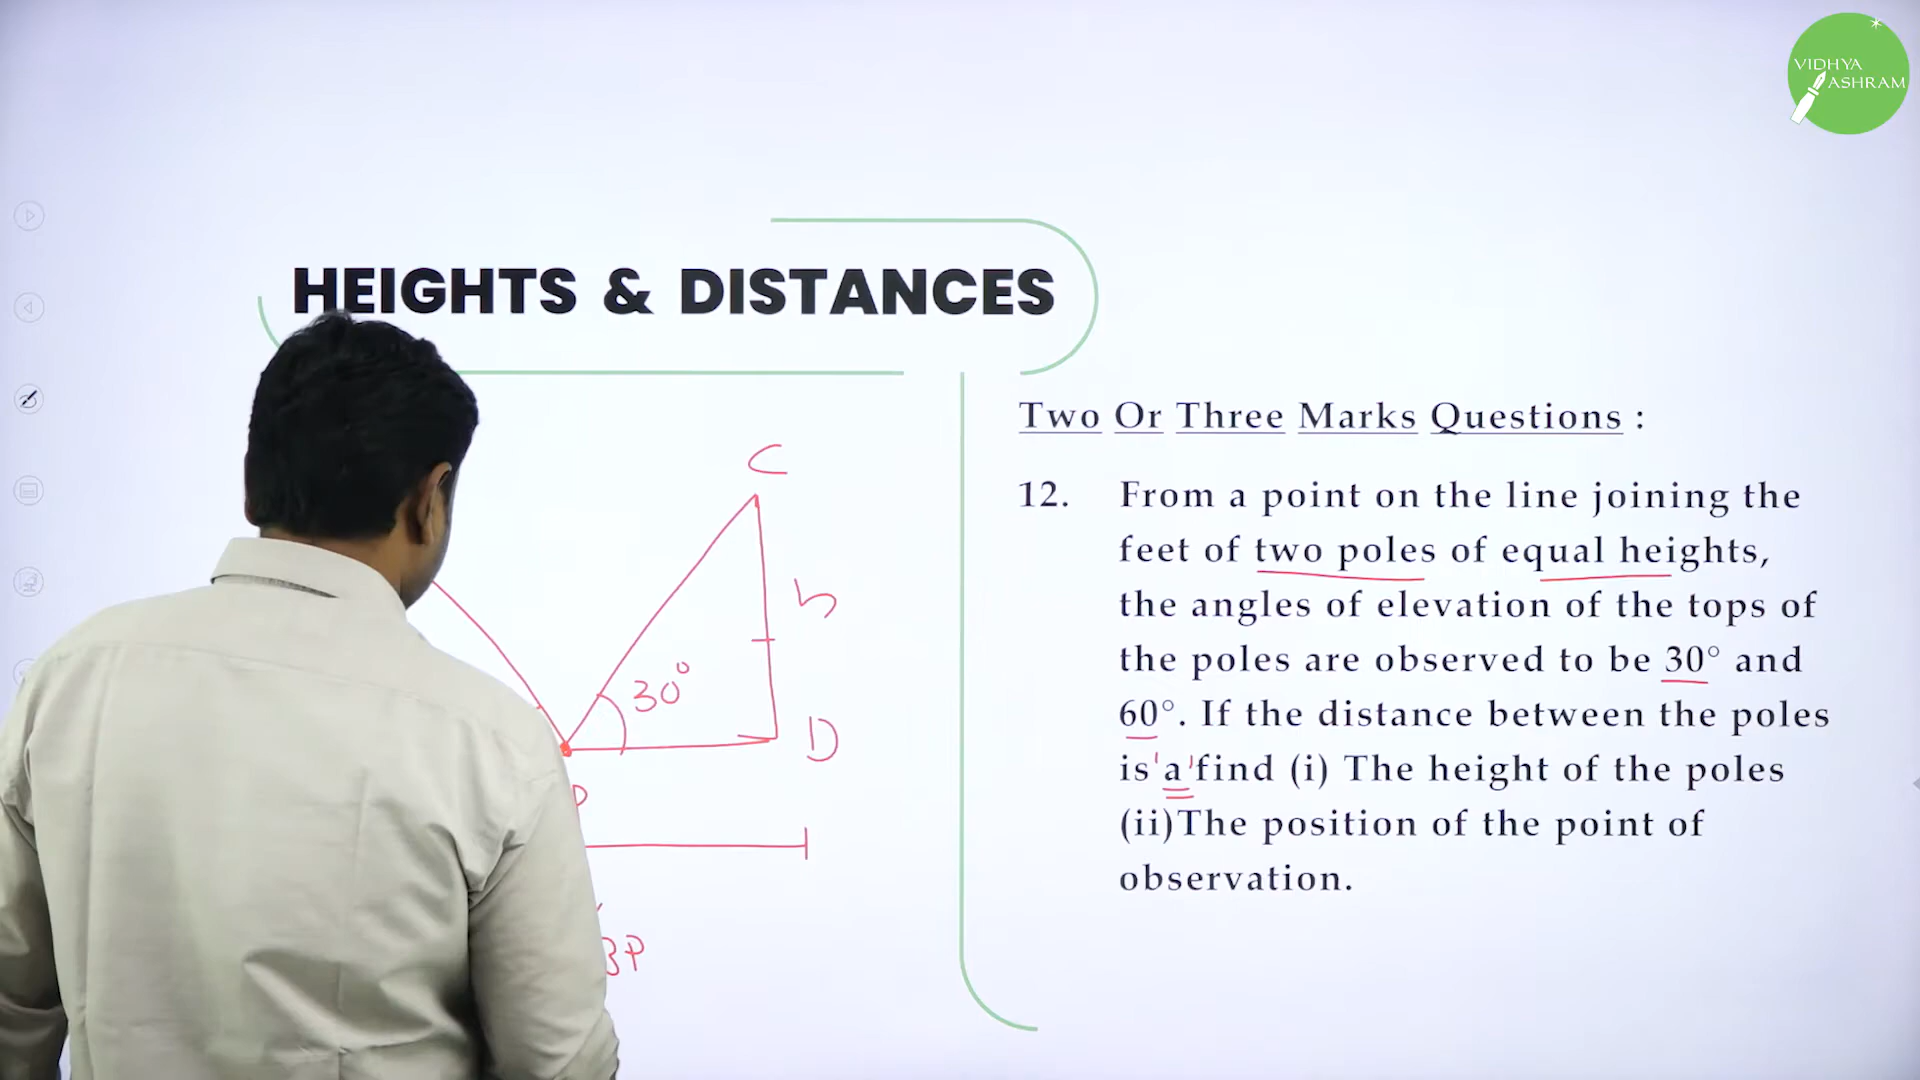 VIDHYA
ASHRAM
HEIGHTS & DISTANCES
Two Or Three Marks Questions :
12. From a point on the line joining the
feet of two poles of equal heights,
the angles of elevation of the tops of
the poles are observed to be 30° and
60°. If the distance between the poles
is 'a' find (i) The height of the poles
(ii)The position of the point of
observation.
C
h
30°
D
P
BP